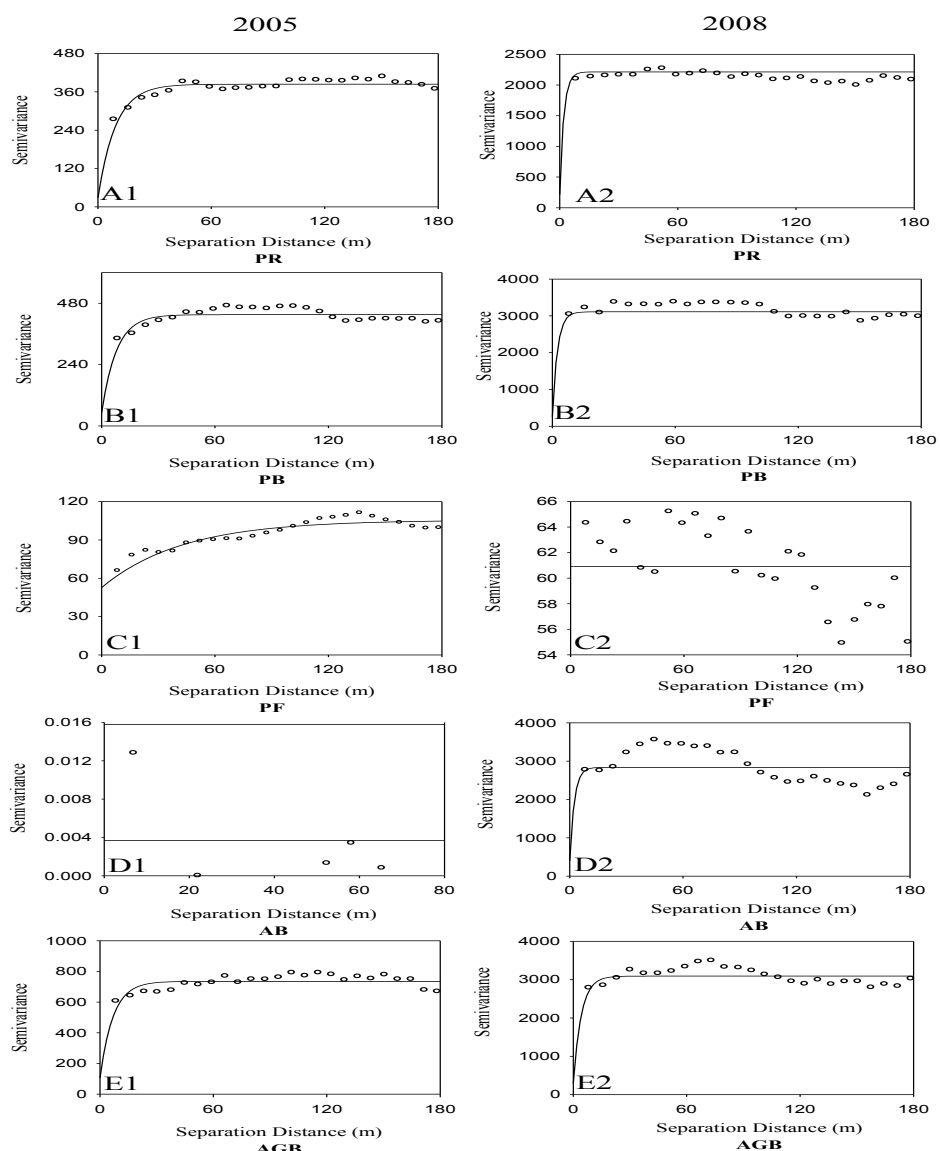 2005 2008
480
360
240
120
0
Semivariance
A1
0 60 120 180
Separation Distance (m)
PR
2500
2000
1500
1000
500
0
Semivariance
A2
0 60 120 180
Separation Distance (m)
PR
480
240
0
Semivariance
B1
0 60 120 180
Separation Distance (m)
PB
4000
3000
2000
1000
0
Semivariance
B2
0 60 120 180
Separation Distance (m)
PB
120
90
60
30
0
Semivariance
C1
0 60 120 180
Separation Distance (m)
PF
66
64
62
60
58
56
54
Semivariance
C2
0 60 120 180
Separation Distance (m)
PF
0.016
0.012
0.008
0.004
0.000
Semivariance
D1
0 20 40 60 80
Separation Distance (m)
AB
4000
3000
2000
1000
0
Semivariance
D2
0 60 120 180
Separation Distance (m)
AB
1000
800
600
400
200
0
Semivariance
E1
0 60 120 180
Separation Distance (m)
AGB
4000
3000
2000
1000
0
Semivariance
E2
0 60 120 180
Separation Distance (m)
AGB